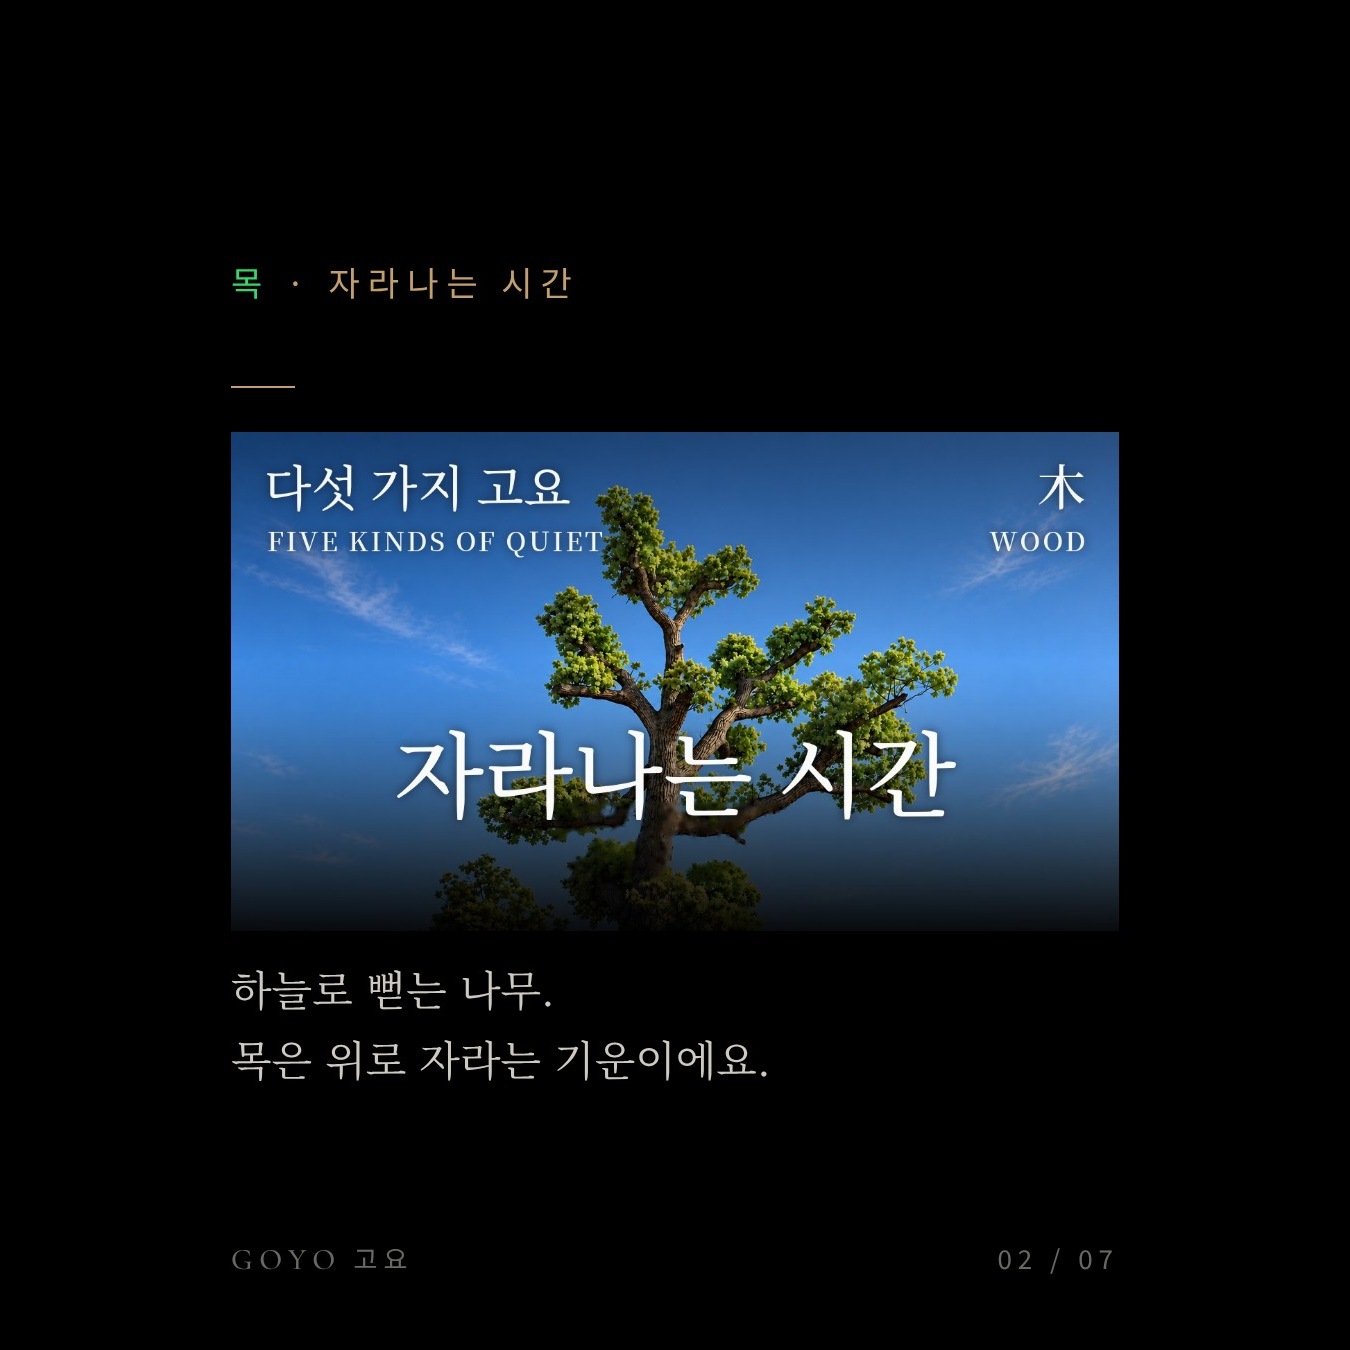 목 · 자라나는 시간
다섯 가지 고요
FIVE KINDS OF QUIET
木
WOOD
자라나는 시간
하늘로 뻗는 나무.
목은 위로 자라는 기운이에요.
GOYO 고요
02 / 07